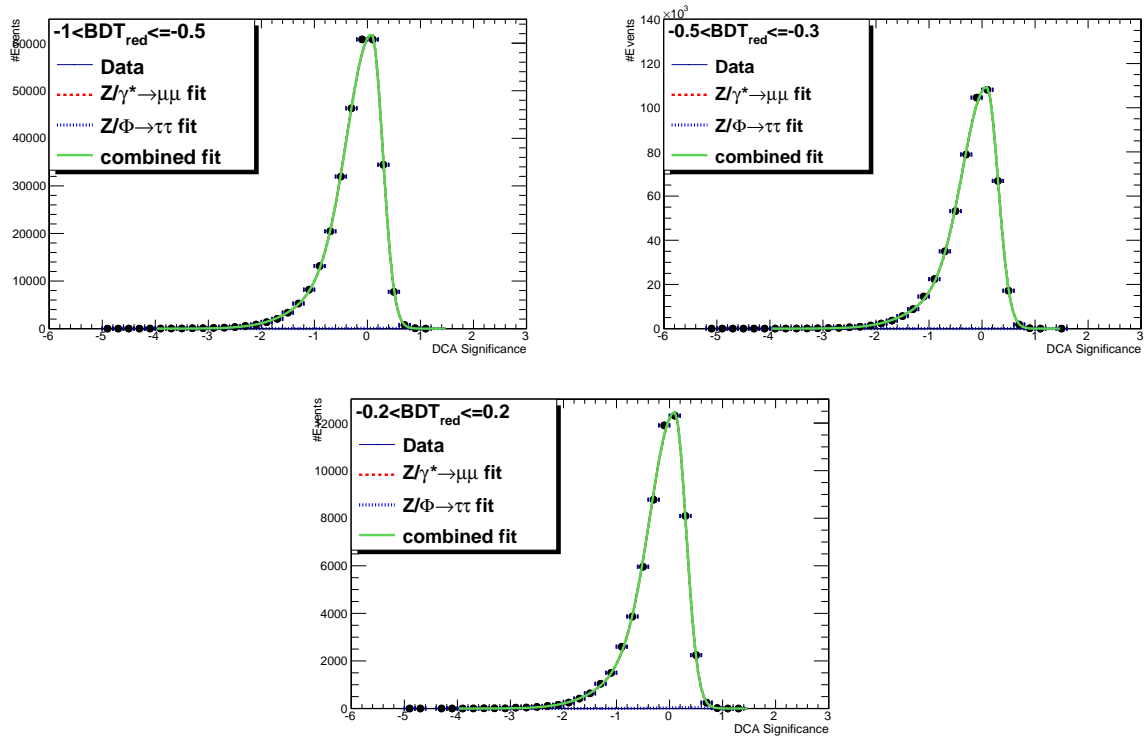 -1<BDTred<=-0.5
Data
Z/γ*→μμ fit
Z/Φ→ττ fit
combined fit
#Events
60000
50000
40000
30000
20000
10000
0
-6 -5 -4 -3 -2 -1 0 1 2 3
DCA Significance
×10³
-0.5<BDTred<=-0.3
Data
Z/γ*→μμ fit
Z/Φ→ττ fit
combined fit
#Events
140
120
100
80
60
40
20
0
-6 -5 -4 -3 -2 -1 0 1 2 3
DCA Significance
-0.2<BDTred<=0.2
Data
Z/γ*→μμ fit
Z/Φ→ττ fit
combined fit
#Events
12000
10000
8000
6000
4000
2000
0
-6 -5 -4 -3 -2 -1 0 1 2 3
DCA Significance